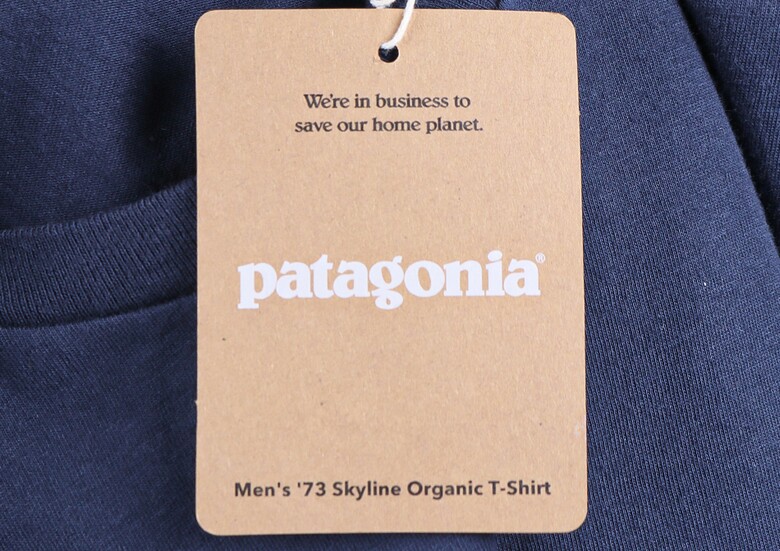 We're in business to
save our home planet.
patagonia®
Men's '73 Skyline Organic T-Shirt